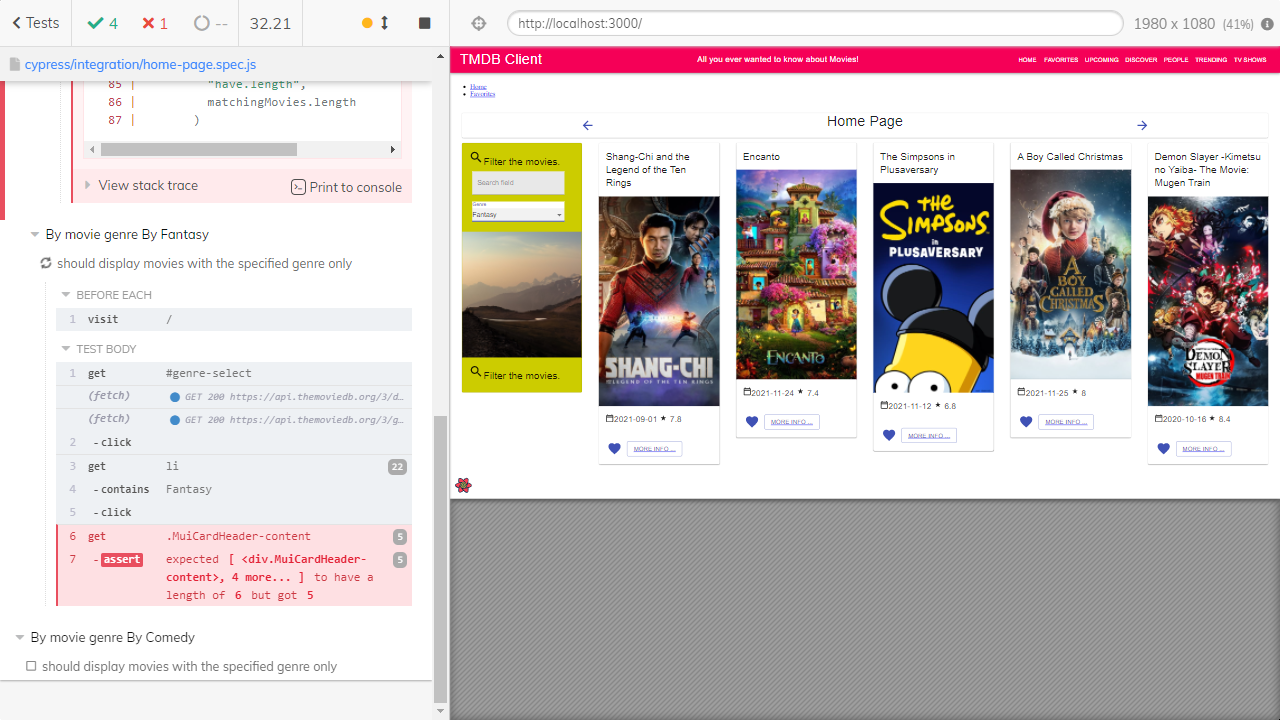 Tests
4
1
--
32.21
http://localhost:3000/
1980 x 1080 (41%)
cypress/integration/home-page.spec.js
85 | "have.length",
86 | matchingMovies.length
87 | )
View stack trace
Print to console
By movie genre By Fantasy
should display movies with the specified genre only
BEFORE EACH
1 visit /
TEST BODY
1 get #genre-select
(fetch) GET 200 https://api.themoviedb.org/3/d…
(fetch) GET 200 https://api.themoviedb.org/3/g…
2 -click
3 get li 22
4 -contains Fantasy
5 -click
6 get .MuiCardHeader-content 5
7 -assert expected [ <div.MuiCardHeader- 5
content>, 4 more... ] to have a
length of 6 but got 5
By movie genre By Comedy
should display movies with the specified genre only
TMDB Client
All you ever wanted to know about Movies!
HOME FAVORITES UPCOMING DISCOVER PEOPLE TRENDING TV SHOWS
Home
Favorites
Home Page
Filter the movies.
Search field
Genre
Fantasy
Filter the movies.
Shang-Chi and the
Legend of the Ten
Rings
SHANG-CHI
AND THE LEGEND OF THE TEN RINGS
2021-09-01 7.8
MORE INFO ...
Encanto
ENCANTO
2021-11-24 7.4
MORE INFO ...
The Simpsons in
Plusaversary
THE
SIMPSONS
IN
PLUSAVERSARY
2021-11-12 6.8
MORE INFO ...
A Boy Called Christmas
A
BOY
CALLED
CHRISTMAS
2021-11-25 8
MORE INFO ...
Demon Slayer -Kimetsu
no Yaiba- The Movie:
Mugen Train
DEMON
SLAYER
MUGEN TRAIN
2020-10-16 8.4
MORE INFO ...